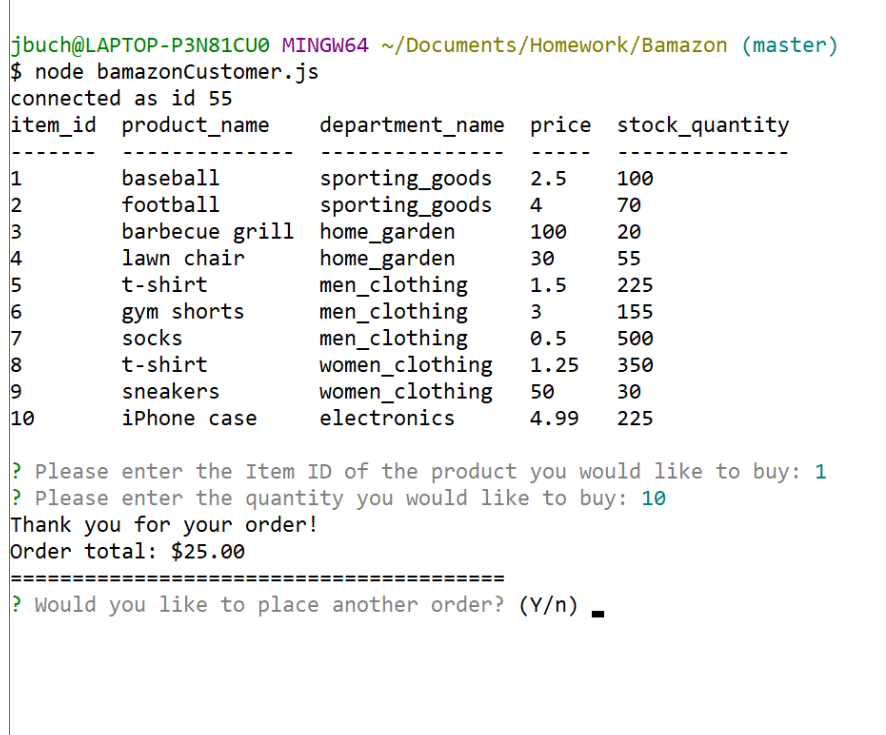 jbuch@LAPTOP-P3N81CU0 MINGW64 ~/Documents/Homework/Bamazon (master)
$ node bamazonCustomer.js
connected as id 55
item_id  product_name    department_name  price  stock_quantity
-------  --------------  ---------------  -----  --------------
1        baseball        sporting_goods   2.5    100
2        football        sporting_goods   4      70
3        barbecue grill  home_garden      100    20
4        lawn chair      home_garden      30     55
5        t-shirt         men_clothing     1.5    225
6        gym shorts      men_clothing     3      155
7        socks           men_clothing     0.5    500
8        t-shirt         women_clothing   1.25   350
9        sneakers        women_clothing   50     30
10       iPhone case     electronics      4.99   225
? Please enter the Item ID of the product you would like to buy: 1
? Please enter the quantity you would like to buy: 10
Thank you for your order!
Order total: $25.00
========================================
? Would you like to place another order? (Y/n)